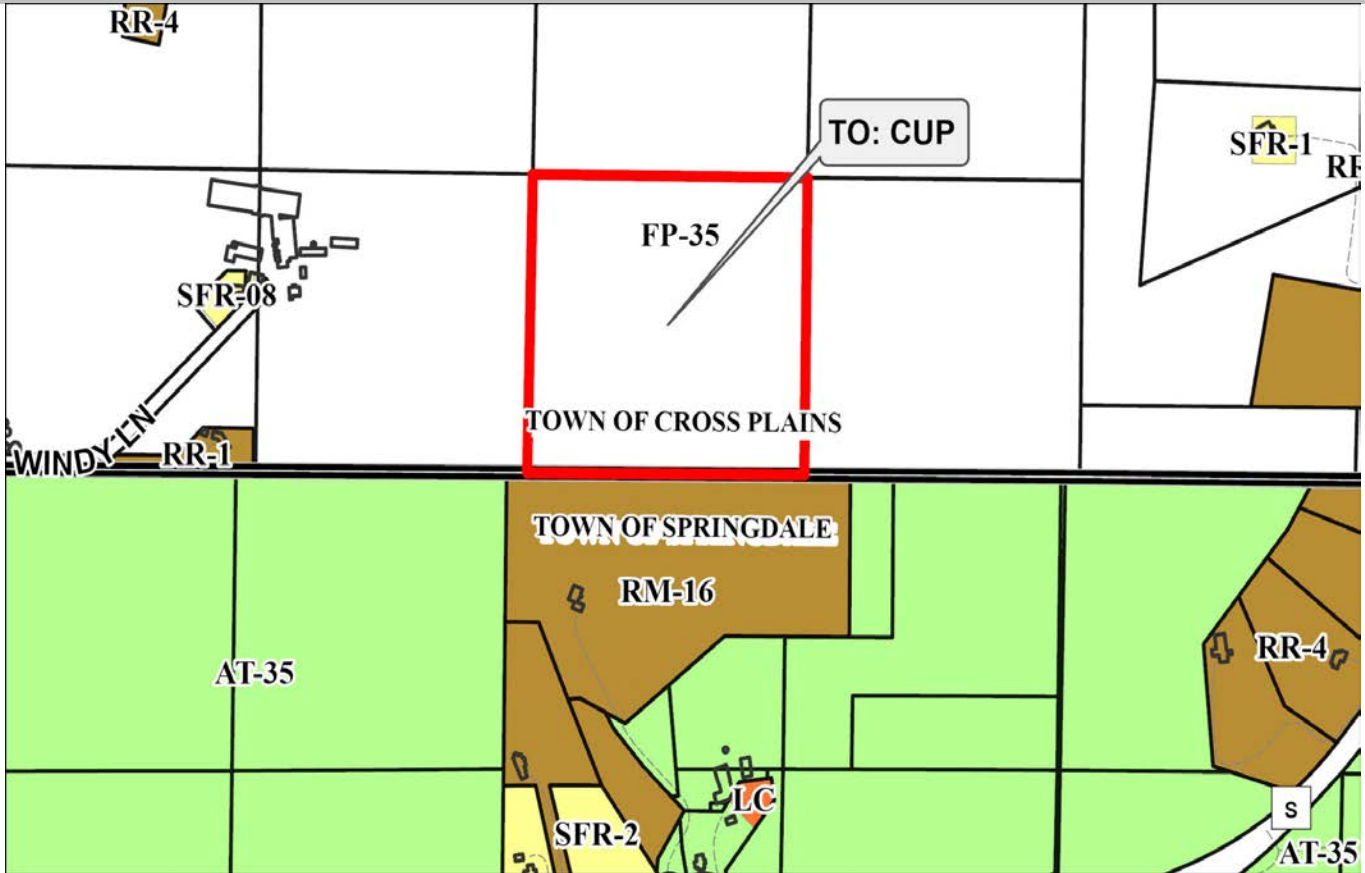 RR-4
TO: CUP
SFR-1
RR
FP-35
SFR-08
TOWN OF CROSS PLAINS
WINDY LN
RR-1
TOWN OF SPRINGDALE
RM-16
AT-35
RR-4
LC
S
SFR-2
AT-35